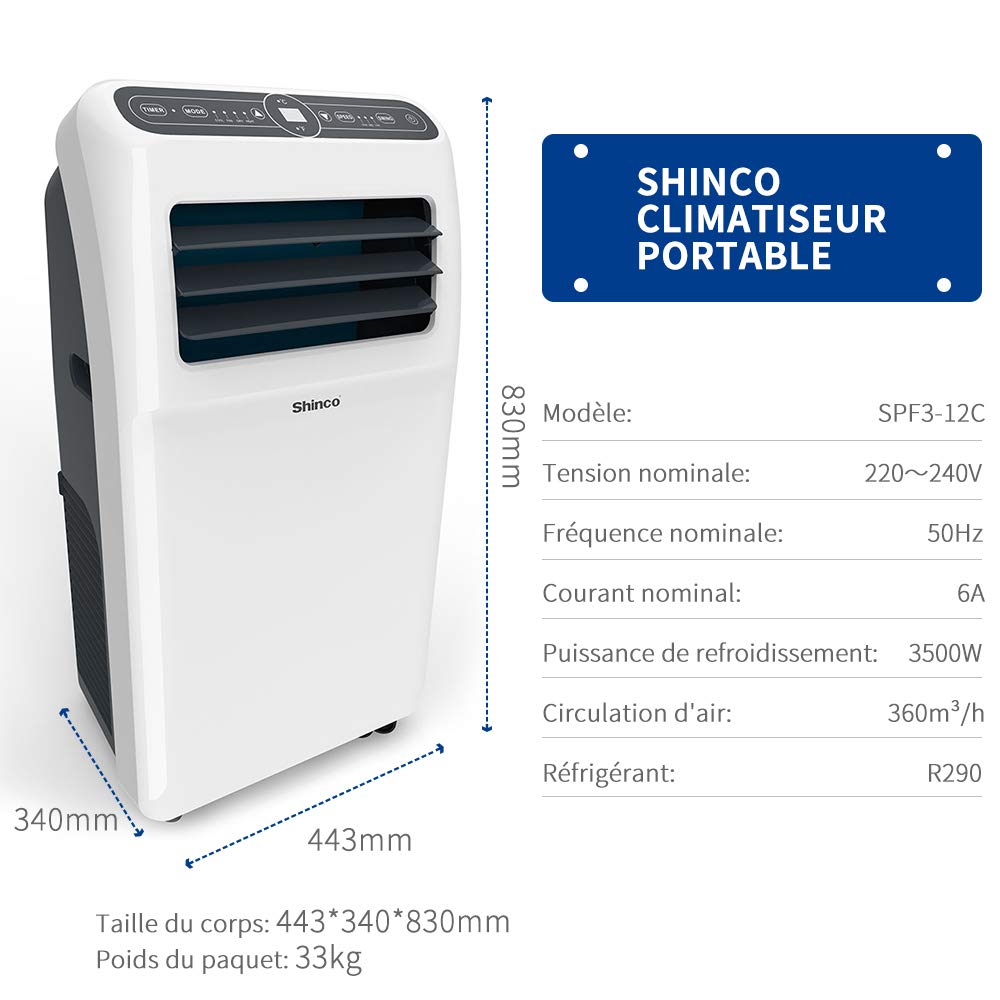 TIMER
MODE
°C
°F
SPEED
SWING
Shinco
SHINCO
CLIMATISEUR
PORTABLE
830mm
Modèle: SPF3-12C
Tension nominale: 220～240V
Fréquence nominale: 50Hz
Courant nominal: 6A
Puissance de refroidissement: 3500W
Circulation d'air: 360m³/h
Réfrigérant: R290
340mm
443mm
Taille du corps: 443*340*830mm
Poids du paquet: 33kg